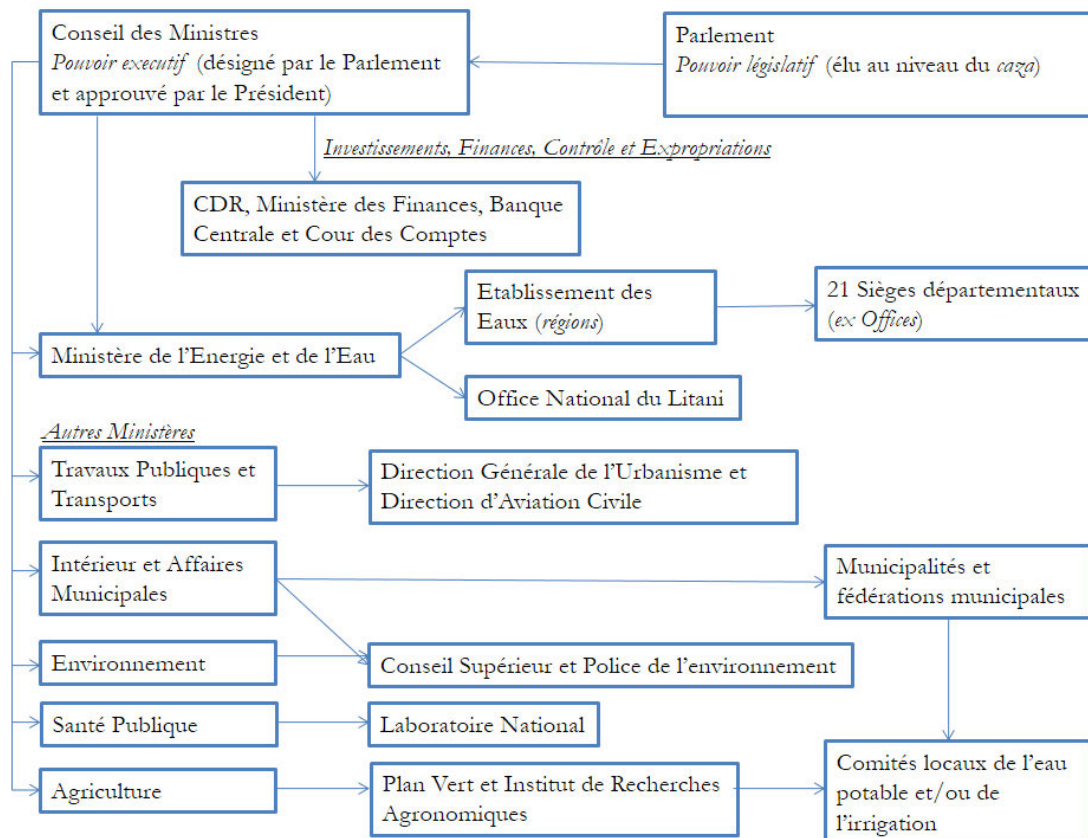 Conseil des Ministres
Pouvoir executif (désigné par le Parlement
et approuvé par le Président)
Parlement
Pouvoir législatif (élu au niveau du caza)
Investissements, Finances, Contrôle et Expropriations
CDR, Ministère des Finances, Banque
Centrale et Cour des Comptes
Etablissement des
Eaux (régions)
21 Sièges départementaux
(ex Offices)
Ministère de l'Energie et de l'Eau
Office National du Litani
Autres Ministères
Travaux Publiques et
Transports
Direction Générale de l'Urbanisme et
Direction d'Aviation Civile
Intérieur et Affaires
Municipales
Municipalités et
fédérations municipales
Environnement
Conseil Supérieur et Police de l'environnement
Santé Publique
Laboratoire National
Agriculture
Plan Vert et Institut de Recherches
Agronomiques
Comités locaux de l'eau
potable et/ou de
l'irrigation